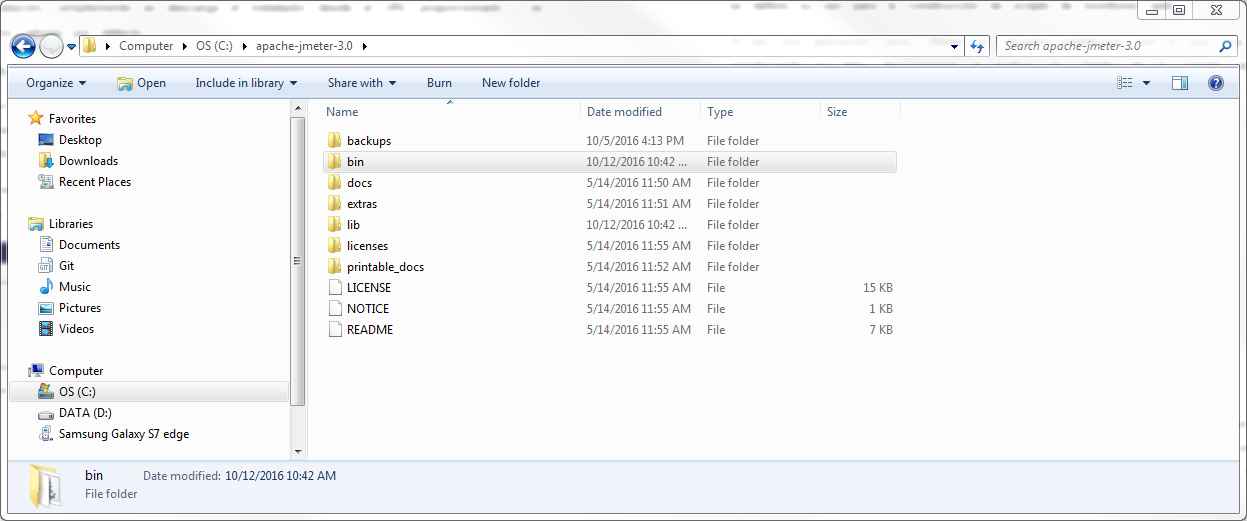 Computer OS (C:) apache-jmeter-3.0 Search apache-jmeter-3.0
Organize Open Include in library Share with Burn New folder
Favorites
Desktop
Downloads
Recent Places
Libraries
Documents
Git
Music
Pictures
Videos
Computer
OS (C:)
DATA (D:)
Samsung Galaxy S7 edge
Name Date modified Type Size
backups 10/5/2016 4:13 PM File folder
bin 10/12/2016 10:42 ... File folder
docs 5/14/2016 11:50 AM File folder
extras 5/14/2016 11:51 AM File folder
lib 10/12/2016 10:42 ... File folder
licenses 5/14/2016 11:55 AM File folder
printable_docs 5/14/2016 11:52 AM File folder
LICENSE 5/14/2016 11:55 AM File 15 KB
NOTICE 5/14/2016 11:55 AM File 1 KB
README 5/14/2016 11:55 AM File 7 KB
bin Date modified: 10/12/2016 10:42 AM
File folder